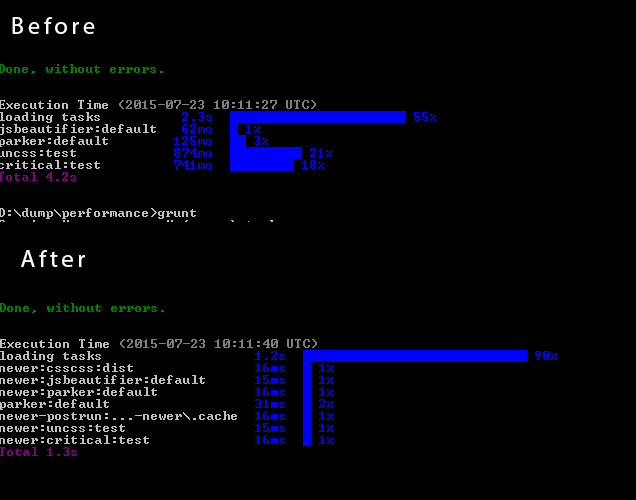 Before
Done, without errors.
Execution Time (2015-07-23 10:11:27 UTC)
loading tasks 2.3s 55%
jsbeautifier:default 62ms 1%
parker:default 125ms 3%
uncss:test 874ms 21%
critical:test 741ms 18%
Total 4.2s
D:\dump\performance>grunt
After
Done, without errors.
Execution Time (2015-07-23 10:11:40 UTC)
loading tasks 1.2s 90%
newer:csscss:dist 16ms 1%
newer:jsbeautifier:default 15ms 1%
newer:parker:default 16ms 1%
parker:default 31ms 2%
newer-postrun:...-newer\.cache 16ms 1%
newer:uncss:test 15ms 1%
newer:critical:test 16ms 1%
Total 1.3s